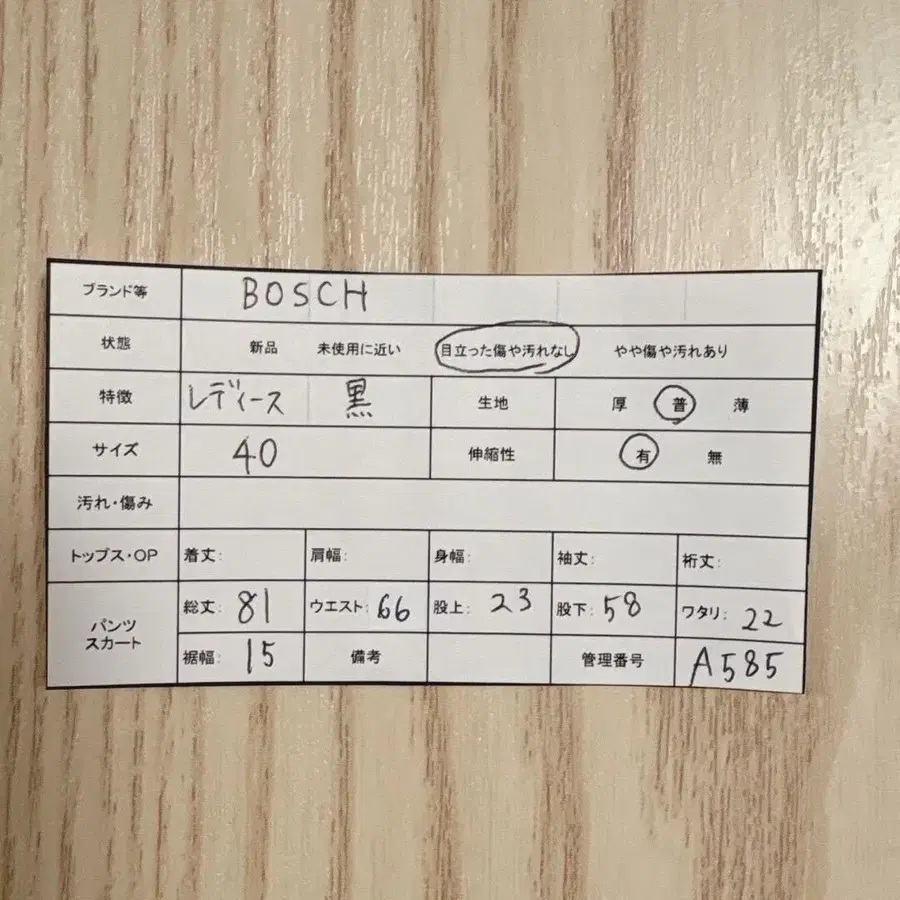 ブランド等 BOSCH
状態 新品 未使用に近い 目立った傷や汚れなし やや傷や汚れあり
特徴 レディース 黒 生地 厚 普 薄
サイズ 40 伸縮性 有 無
汚れ・傷み
トップス・OP 着丈: 肩幅: 身幅: 袖丈: 裄丈:
パンツ スカート 総丈: 81 ウエスト: 66 股上: 23 股下: 58 ワタリ: 22
裾幅: 15 備考 管理番号 A585